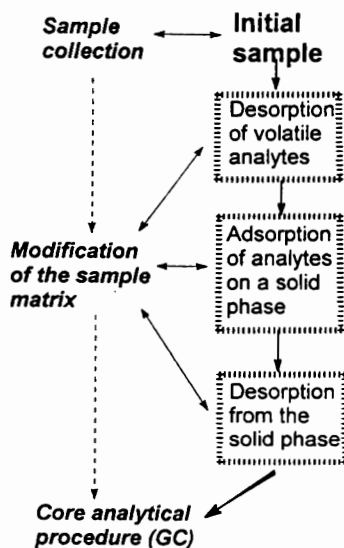 Sample
collection
Initial
sample
Desorption
of volatile
analytes
Modification
of the sample
matrix
Adsorption
of analytes
on a solid
phase
Desorption
from the
solid phase
Core analytical
procedure (GC)